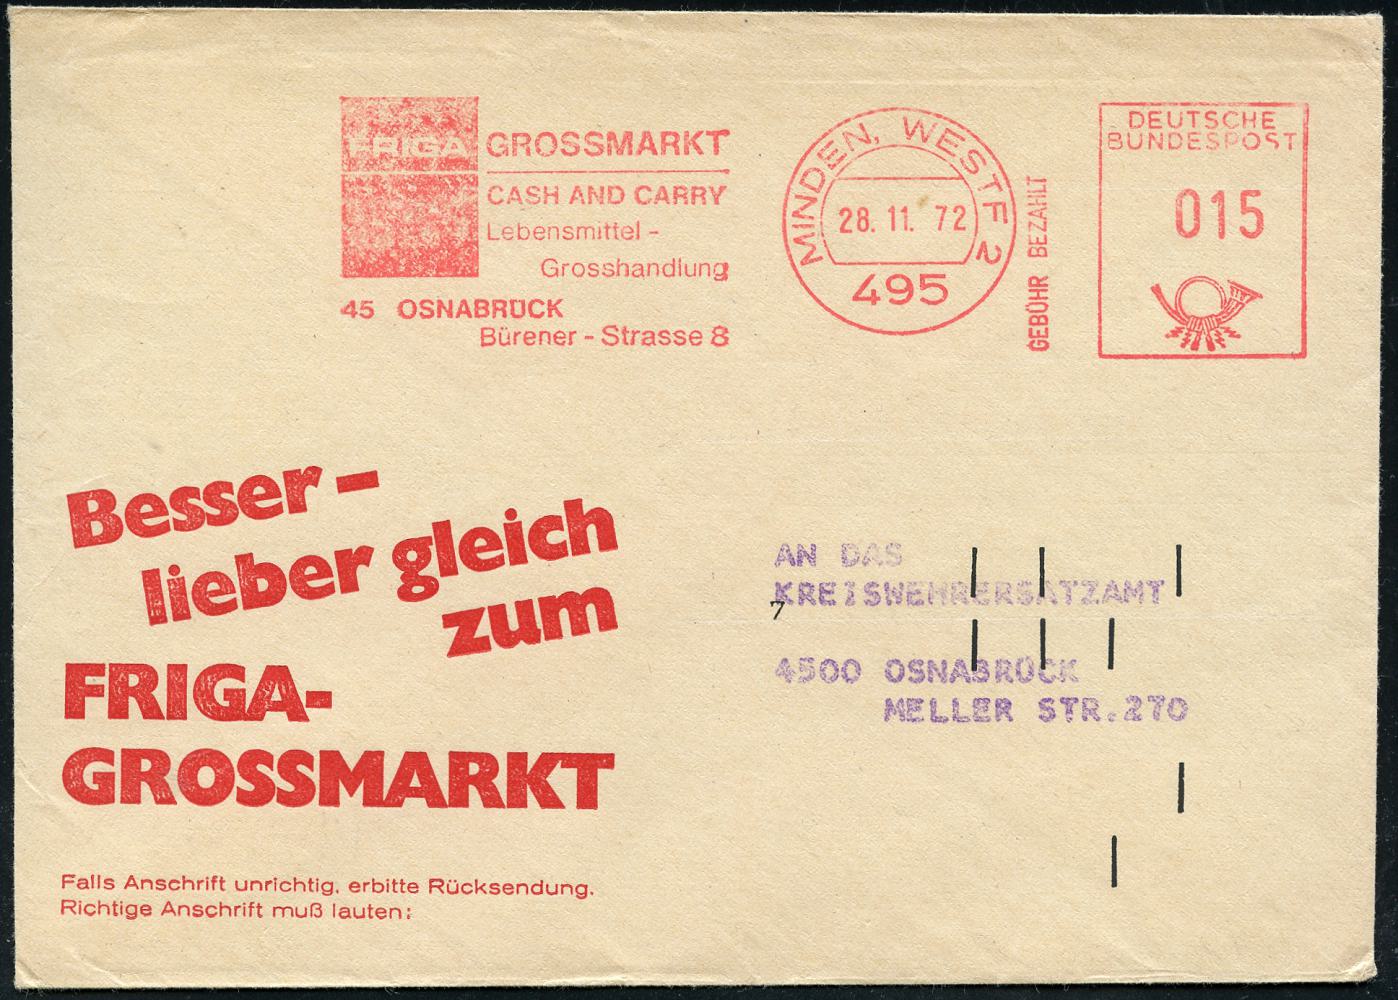 FRIGA GROSSMARKT
CASH AND CARRY
Lebensmittel -
Grosshandlung
45 OSNABRÜCK
Bürener - Strasse 8
MINDEN, WESTF 2
28. 11. 72
495
GEBÜHR BEZAHLT
DEUTSCHE
BUNDESPOST
015
Besser -
lieber gleich
zum
FRIGA-
GROSSMARKT
Falls Anschrift unrichtig, erbitte Rücksendung.
Richtige Anschrift muß lauten:
AN DAS
KREISWEHRERSATZAMT
7
4500 OSNABRÜCK
MELLER STR.270